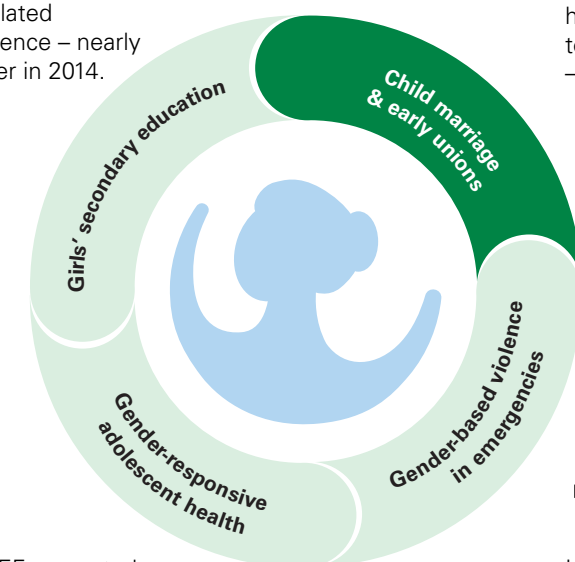 lated
ence – nearly
er in 2014.
h
te
–
Child marriage
& early unions
Girls’ secondary education
Gender-based violence
in emergencies
Gender-responsive
adolescent health